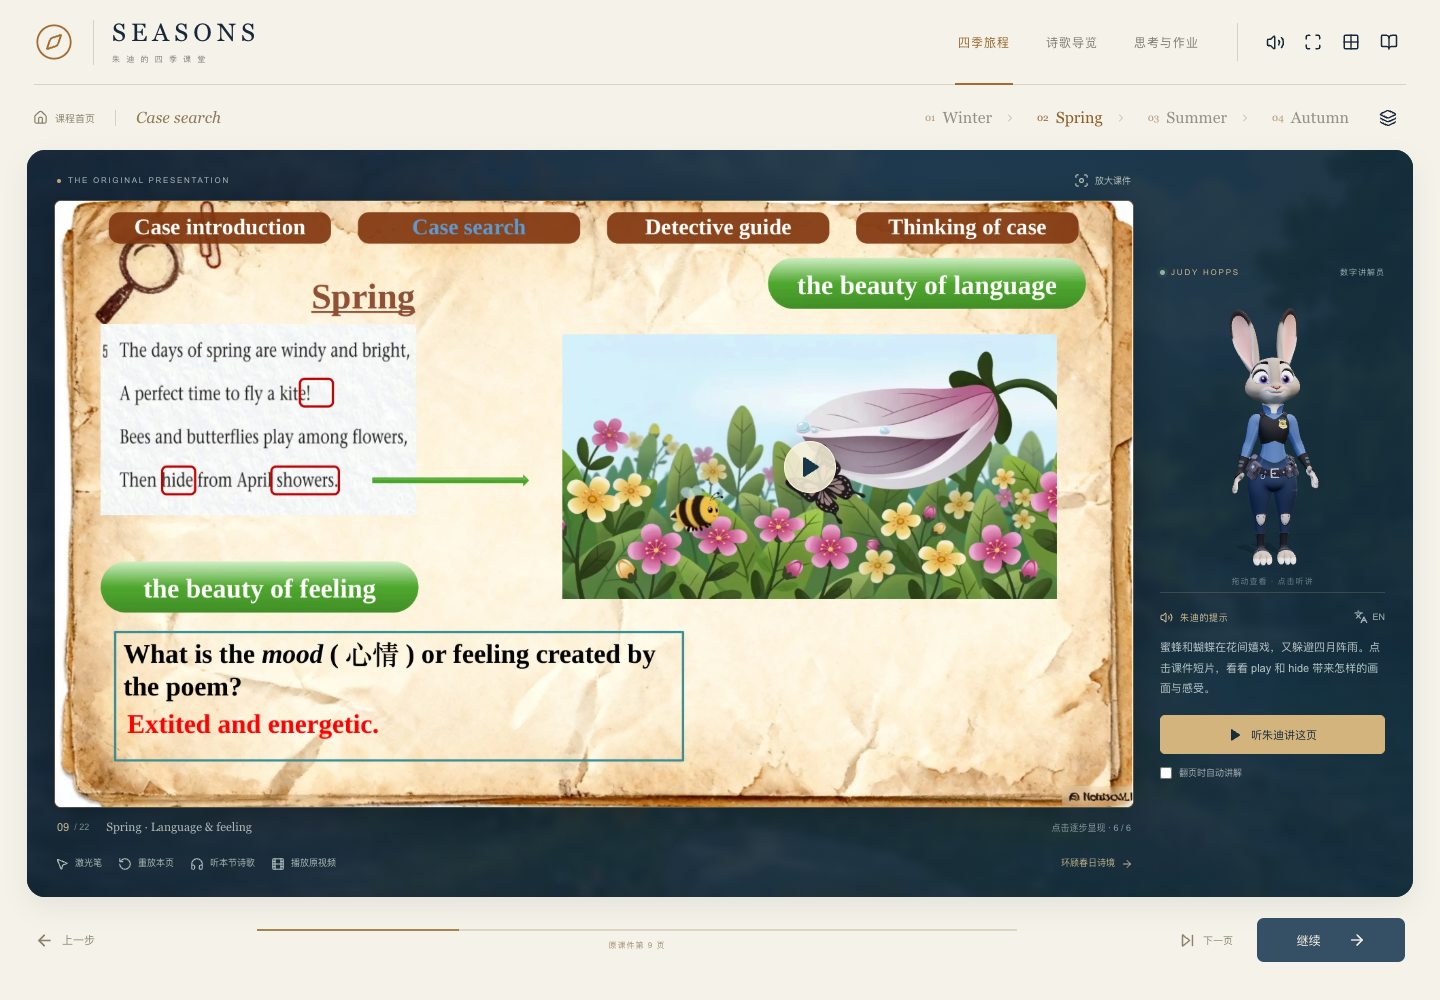 SEASONS
朱迪的四季课堂
四季旅程
诗歌导览
思考与作业
课程首页
Case search
01 Winter
02 Spring
03 Summer
04 Autumn
THE ORIGINAL PRESENTATION
放大课件
Case introduction
Case search
Detective guide
Thinking of case
Spring
the beauty of language
5 The days of spring are windy and bright,
A perfect time to fly a kite!
Bees and butterflies play among flowers,
Then hide from April showers.
the beauty of feeling
What is the mood ( 心情 ) or feeling created by
the poem?
Extited and energetic.
JUDY HOPPS
数字讲解员
拖动查看 · 点击听讲
朱迪的提示
EN
蜜蜂和蝴蝶在花间嬉戏，又躲避四月阵雨。点
击课件短片，看看 play 和 hide 带来怎样的画
面与感受。
听朱迪讲这页
翻页时自动讲解
09 / 22 Spring · Language & feeling
点击逐步显现 · 6 / 6
激光笔
重放本页
听本节诗歌
播放原视频
环顾春日诗境
上一步
原课件第 9 页
下一页
继续